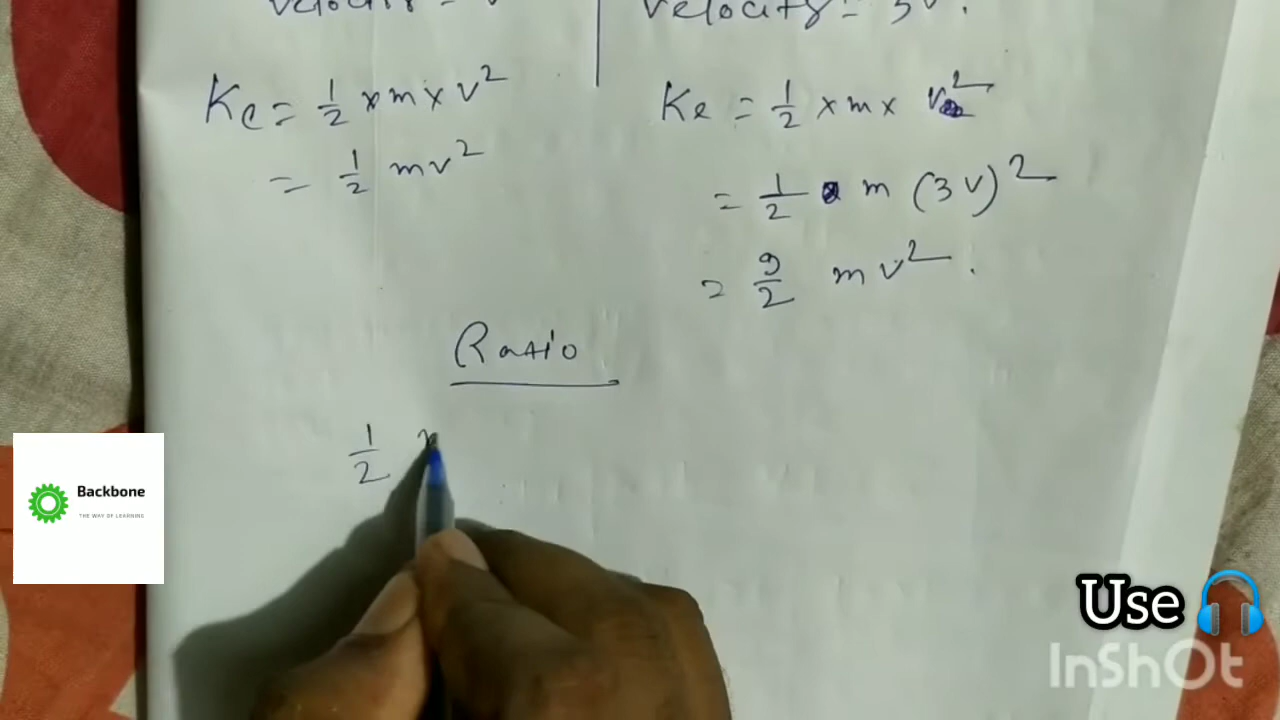 velocity = v
velocity = 3v.
Ke = 1/2 × m × v²
= 1/2 mv²
Ke = 1/2 × m × v²
= 1/2 m (3v)²
= 9/2 mv².
Ratio
1/2
Backbone
THE WAY OF LEARNING
Use
InShOt